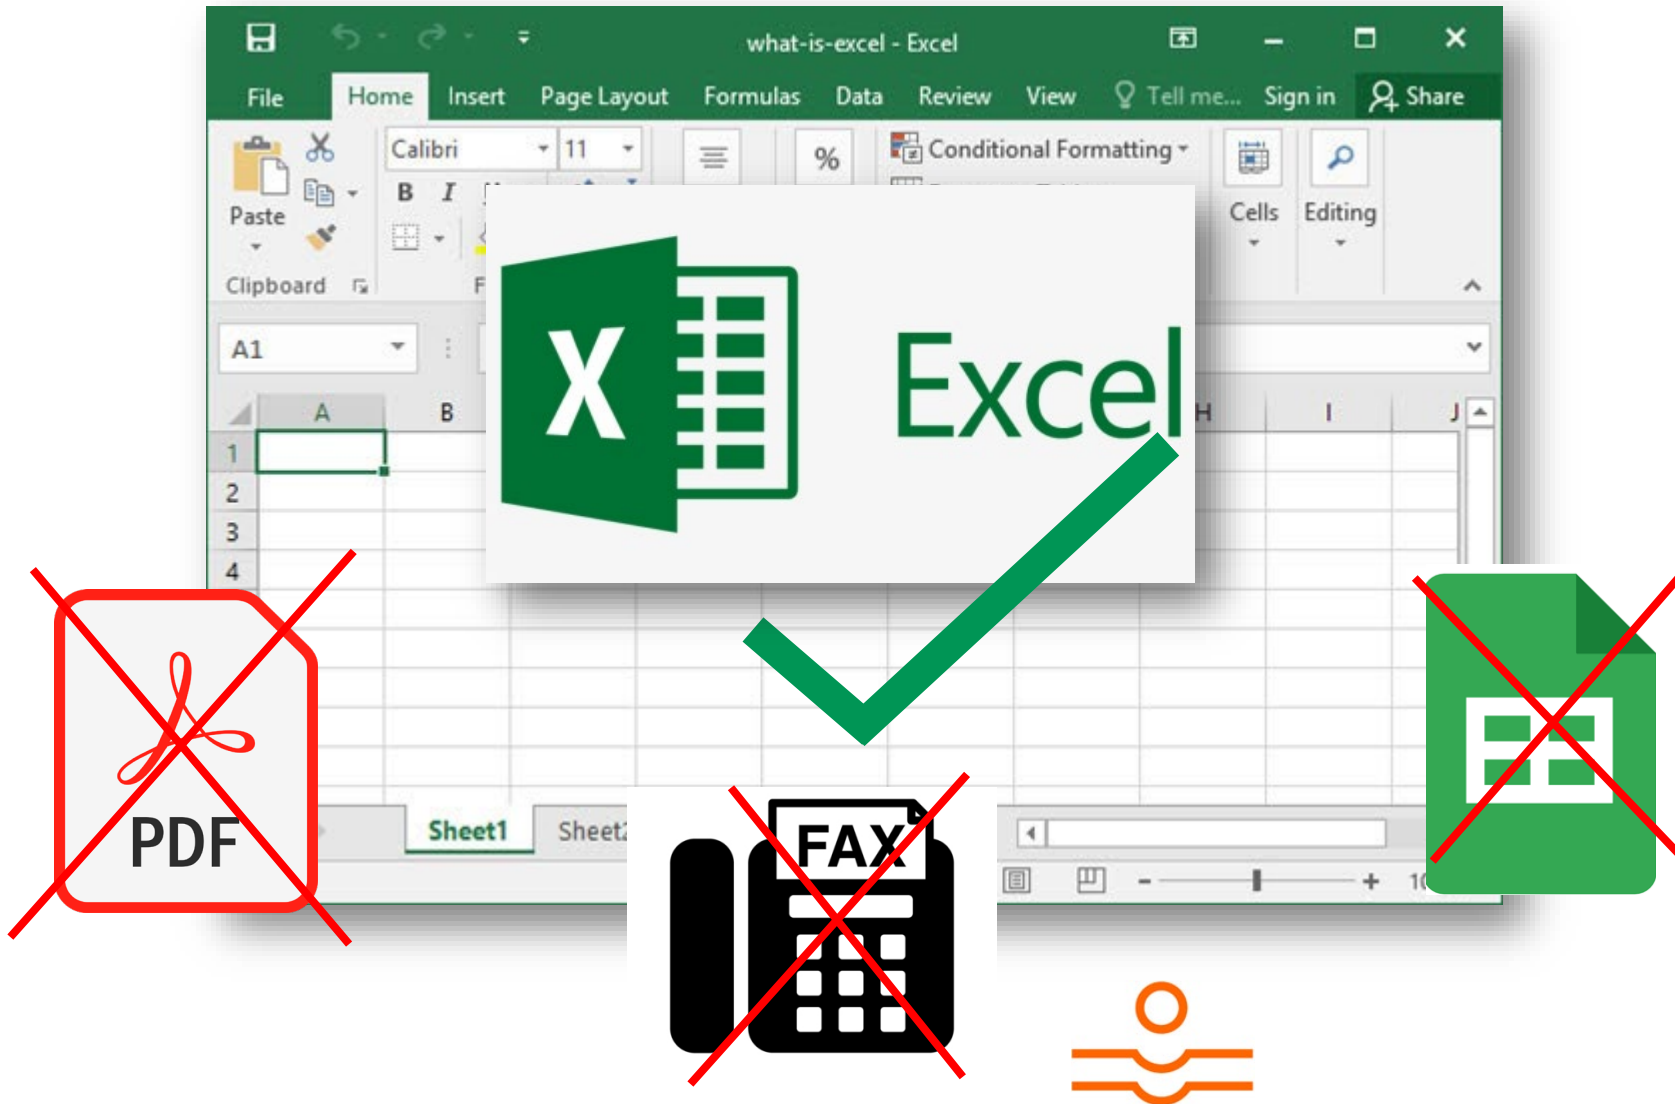 what-is-excel - Excel
File Home Insert Page Layout Formulas Data Review View Tell me... Sign in Share
Calibri 11 % Conditional Formatting
B I
Paste Cells Editing
Clipboard
A1
X Excel
A B H I J
1
2
3
4
PDF
Sheet1
FAX